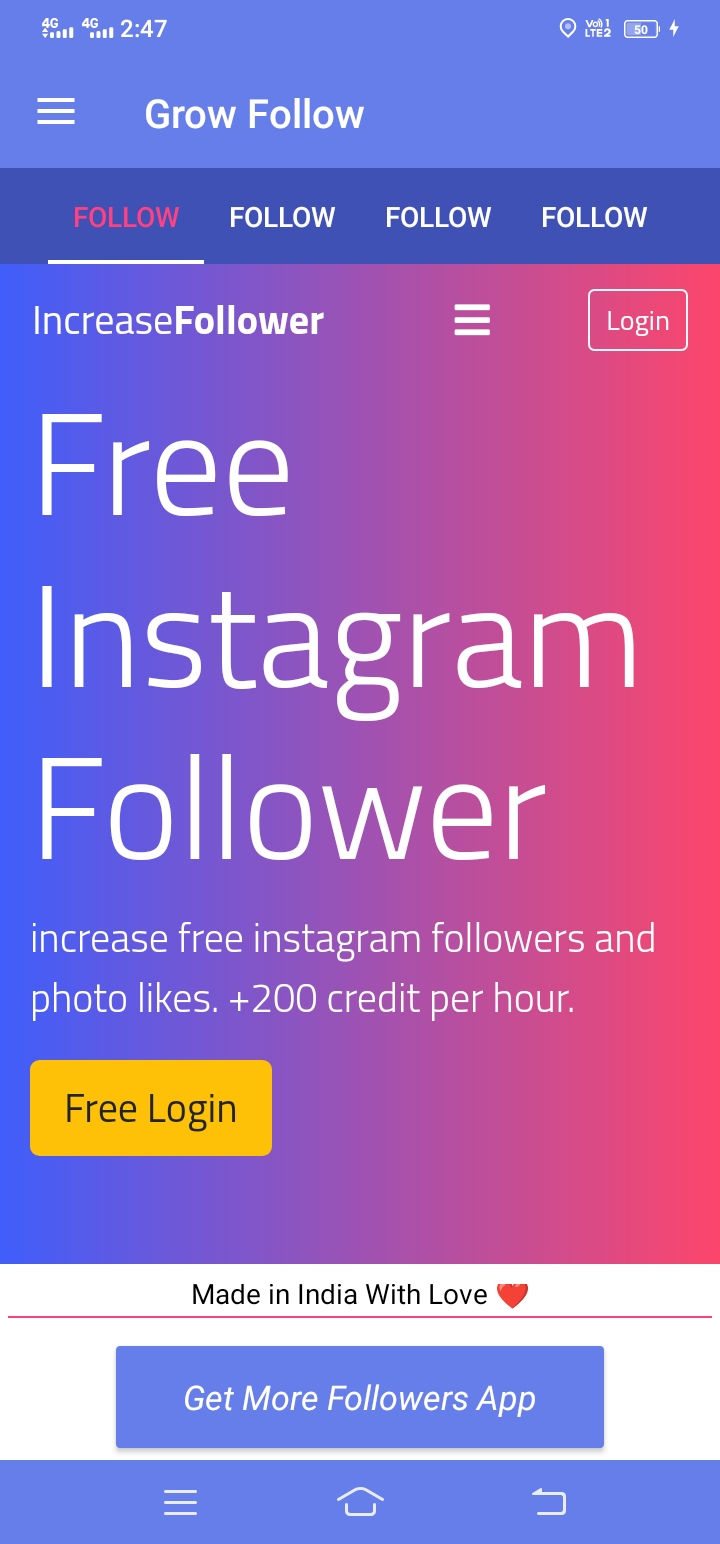 4G 4G 2:47 Vo)) 1 LTE2 50
Grow Follow
FOLLOW FOLLOW FOLLOW FOLLOW
IncreaseFollower Login
Free
Instagram
Follower
increase free instagram followers and
photo likes. +200 credit per hour.
Free Login
Made in India With Love ❤️
Get More Followers App